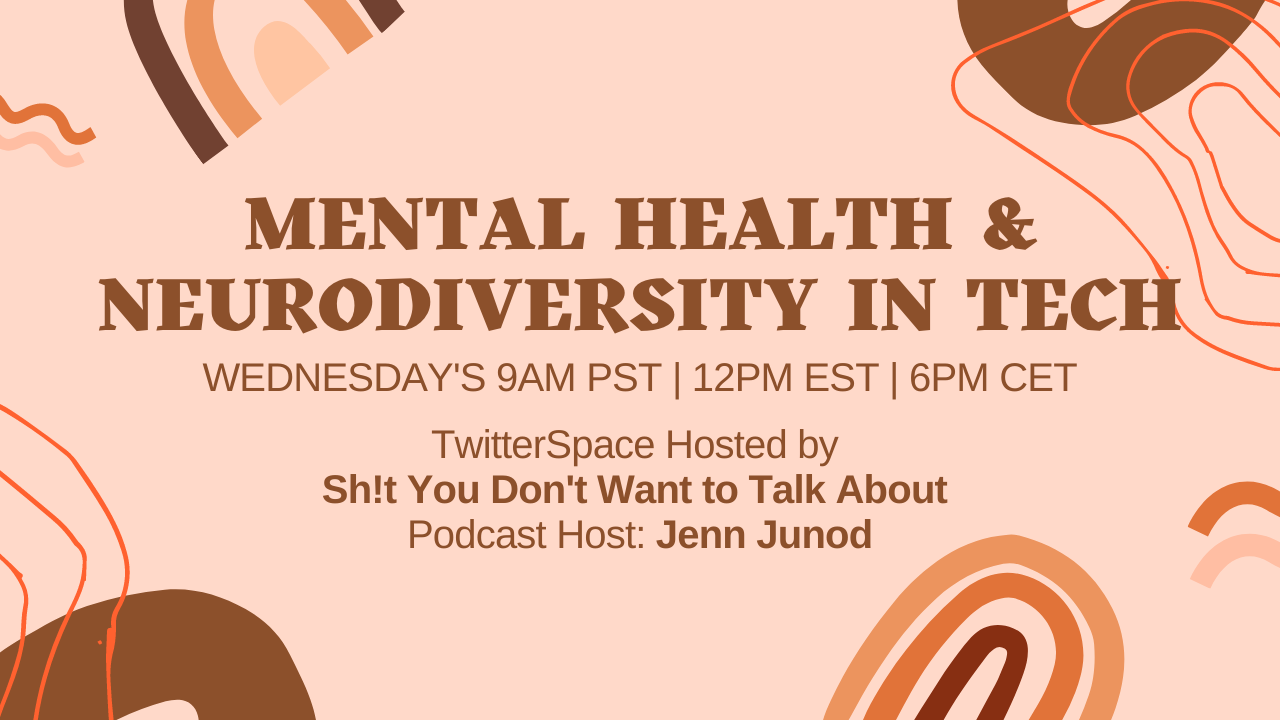 MENTAL HEALTH &
NEURODIVERSITY IN TECH
WEDNESDAY'S 9AM PST | 12PM EST | 6PM CET
TwitterSpace Hosted by
Sh!t You Don't Want to Talk About
Podcast Host: Jenn Junod